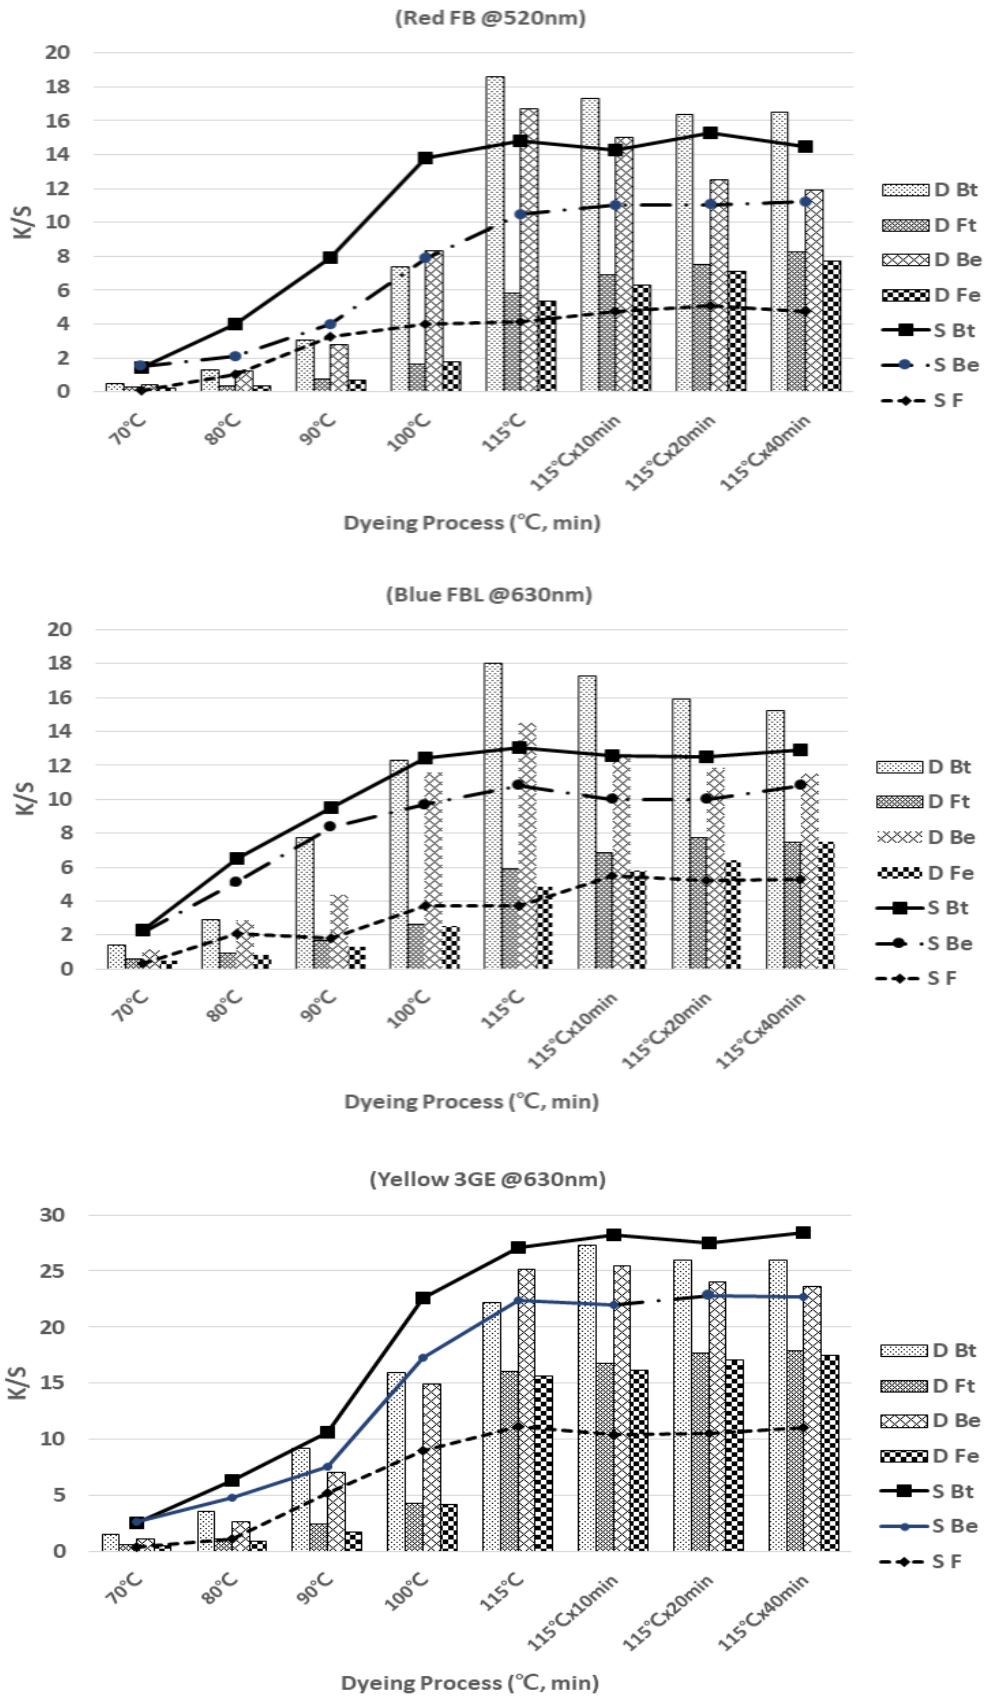 (Red FB @520nm)
20
18
16
14
12
10
8
6
4
2
0
K/S
70℃
80℃
90℃
100℃
115℃
115℃x10min
115℃x20min
115℃x40min
Dyeing Process (℃, min)
D Bt
D Ft
D Be
D Fe
S Bt
S Be
S F
(Blue FBL @630nm)
20
18
16
14
12
10
8
6
4
2
0
K/S
70℃
80℃
90℃
100℃
115℃
115℃x10min
115℃x20min
115℃x40min
Dyeing Process (℃, min)
D Bt
D Ft
D Be
D Fe
S Bt
S Be
S F
(Yellow 3GE @630nm)
30
25
20
15
10
5
0
K/S
70℃
80℃
90℃
100℃
115℃
115℃x10min
115℃x20min
115℃x40min
Dyeing Process (℃, min)
D Bt
D Ft
D Be
D Fe
S Bt
S Be
S F